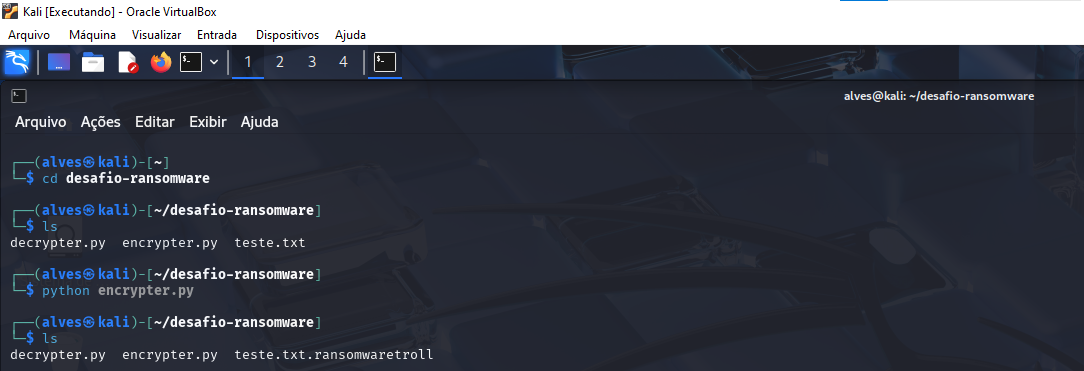 Kali [Executando] - Oracle VirtualBox
Arquivo Máquina Visualizar Entrada Dispositivos Ajuda
1 2 3 4
alves@kali: ~/desafio-ransomware
Arquivo Ações Editar Exibir Ajuda
┌──(alves㉿kali)-[~]
└─$ cd desafio-ransomware
┌──(alves㉿kali)-[~/desafio-ransomware]
└─$ ls
decrypter.py encrypter.py teste.txt
┌──(alves㉿kali)-[~/desafio-ransomware]
└─$ python encrypter.py
┌──(alves㉿kali)-[~/desafio-ransomware]
└─$ ls
decrypter.py encrypter.py teste.txt.ransomwaretroll